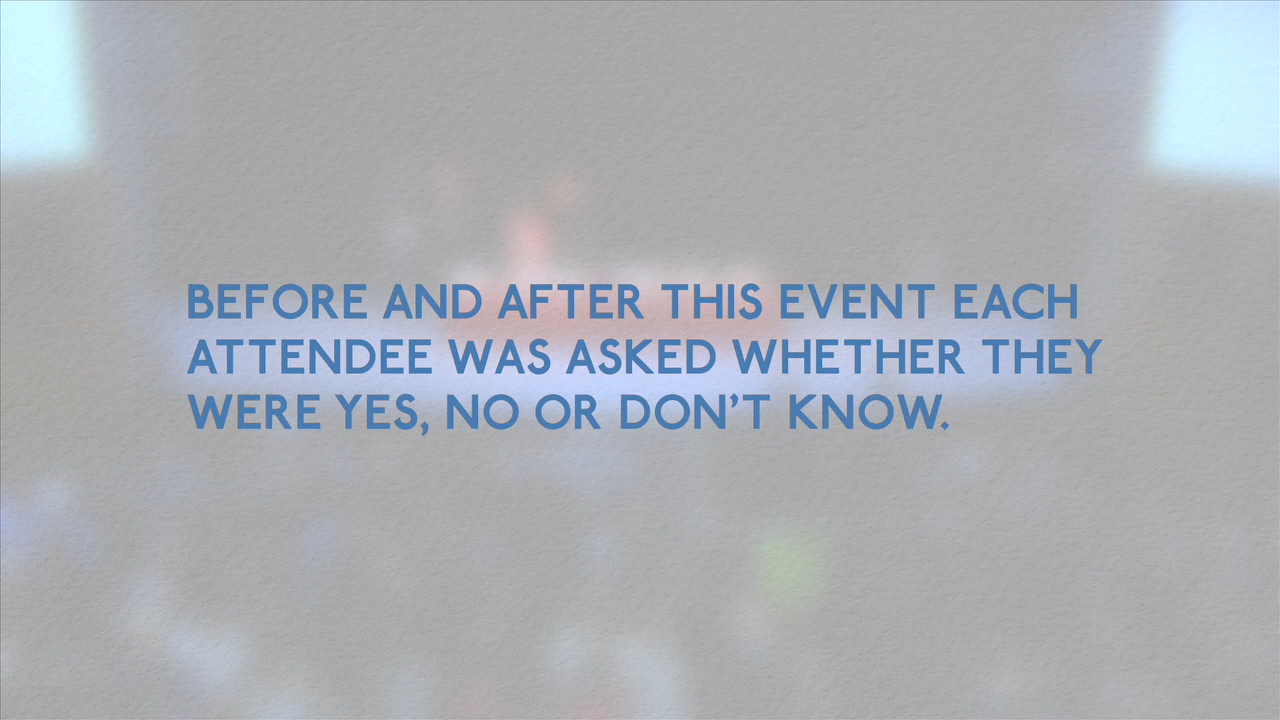 BEFORE AND AFTER THIS EVENT EACH
ATTENDEE WAS ASKED WHETHER THEY
WERE YES, NO OR DON’T KNOW.